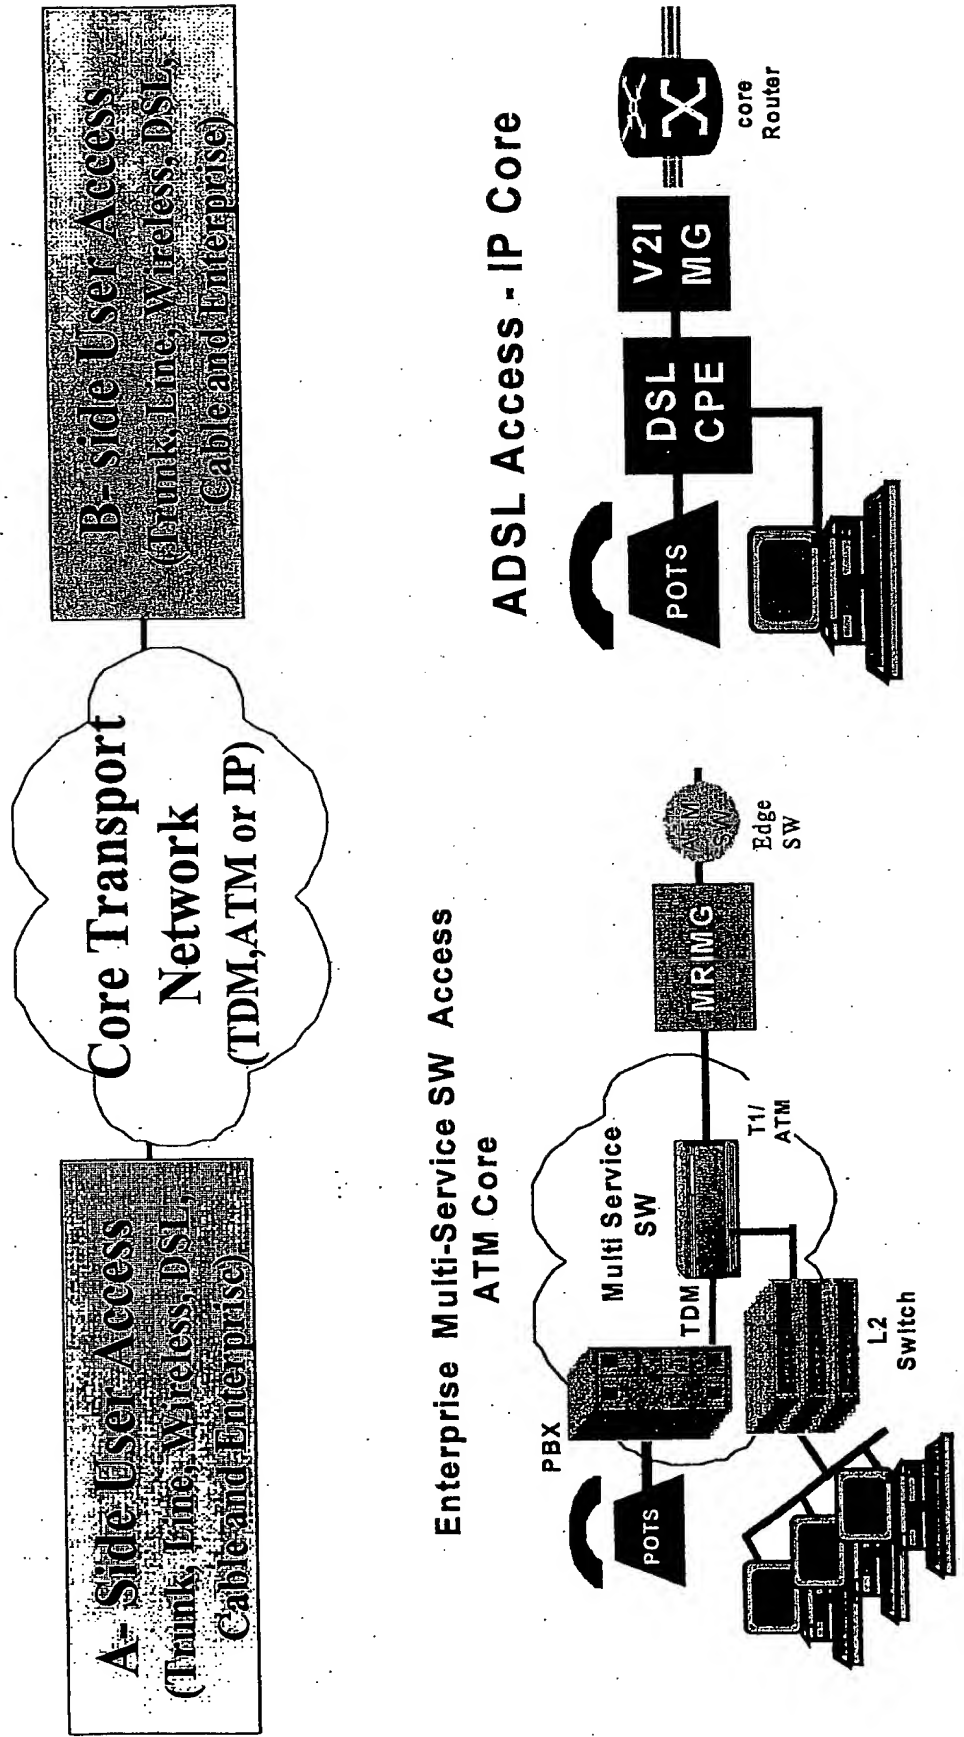 A- Side User Access
(Trunk, Line, Wireless, DSL,
Cable and Enterprise)
Core Transport
Network
(TDM,ATM or IP)
B- side User Access
(Trunk, Line, Wireless, DSL,
Cable and Enterprise)
Enterprise Multi-Service SW Access
ATM Core
PBX
POTS
Multi Service
SW
TDM
T1/
ATM
L2
Switch
MRIMG
ATM
SW
Edge
SW
ADSL Access - IP Core
POTS
DSL
CPE
V2I
MG
core
Router